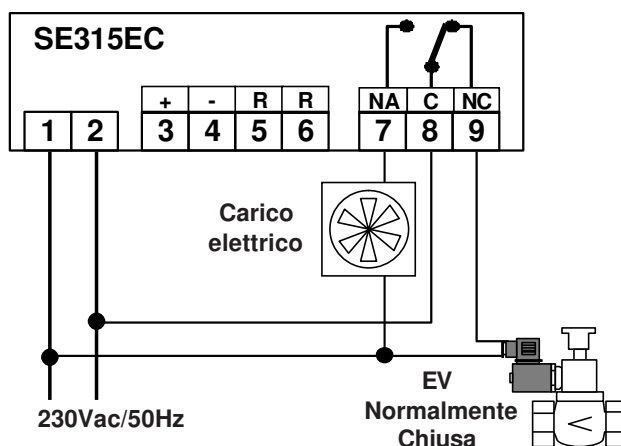 SE315EC
+ - R R NA C NC
1 2 3 4 5 6 7 8 9
Carico
elettrico
230Vac/50Hz
EV
Normalmente
Chiusa